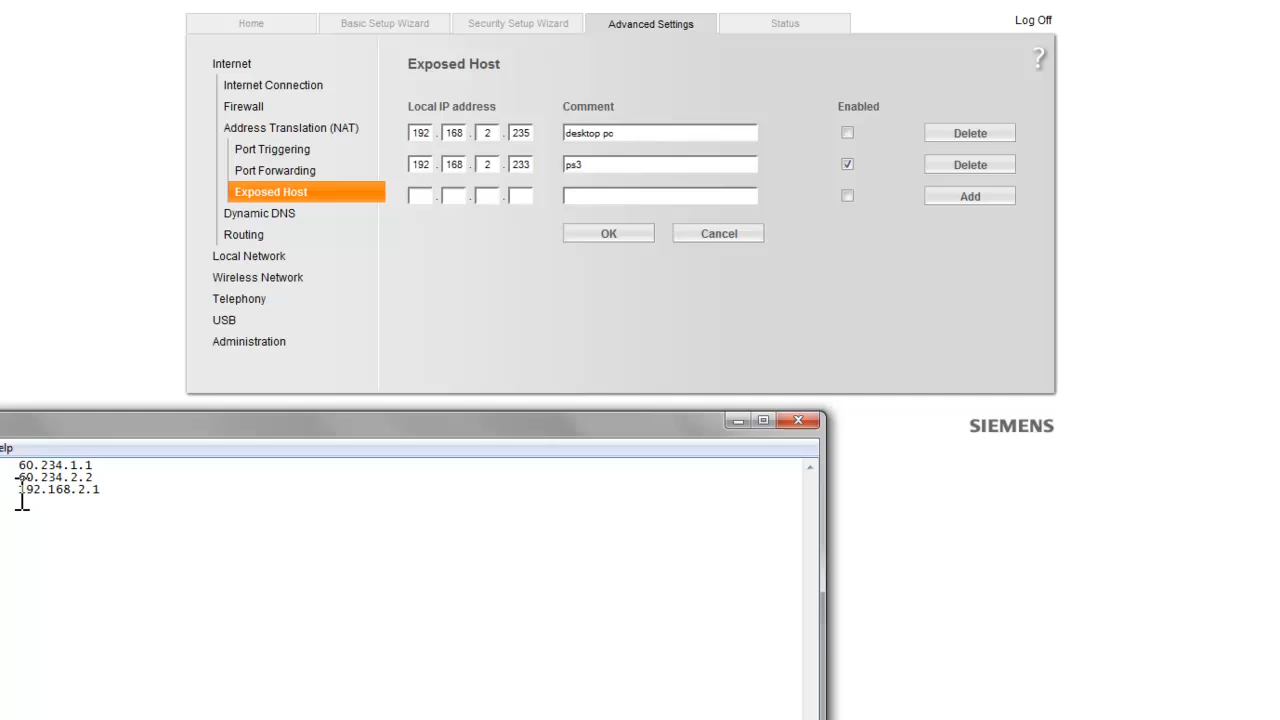 Home Basic Setup Wizard Security Setup Wizard Advanced Settings Status Log Off
Internet
Internet Connection
Firewall
Address Translation (NAT)
Port Triggering
Port Forwarding
Exposed Host
Dynamic DNS
Routing
Local Network
Wireless Network
Telephony
USB
Administration
Exposed Host ?
Local IP address Comment Enabled
192 . 168 . 2 . 235 desktop pc Delete
192 . 168 . 2 . 233 ps3 Delete
. . . Add
OK Cancel
SIEMENS
elp
60.234.1.1
60.234.2.2
192.168.2.1